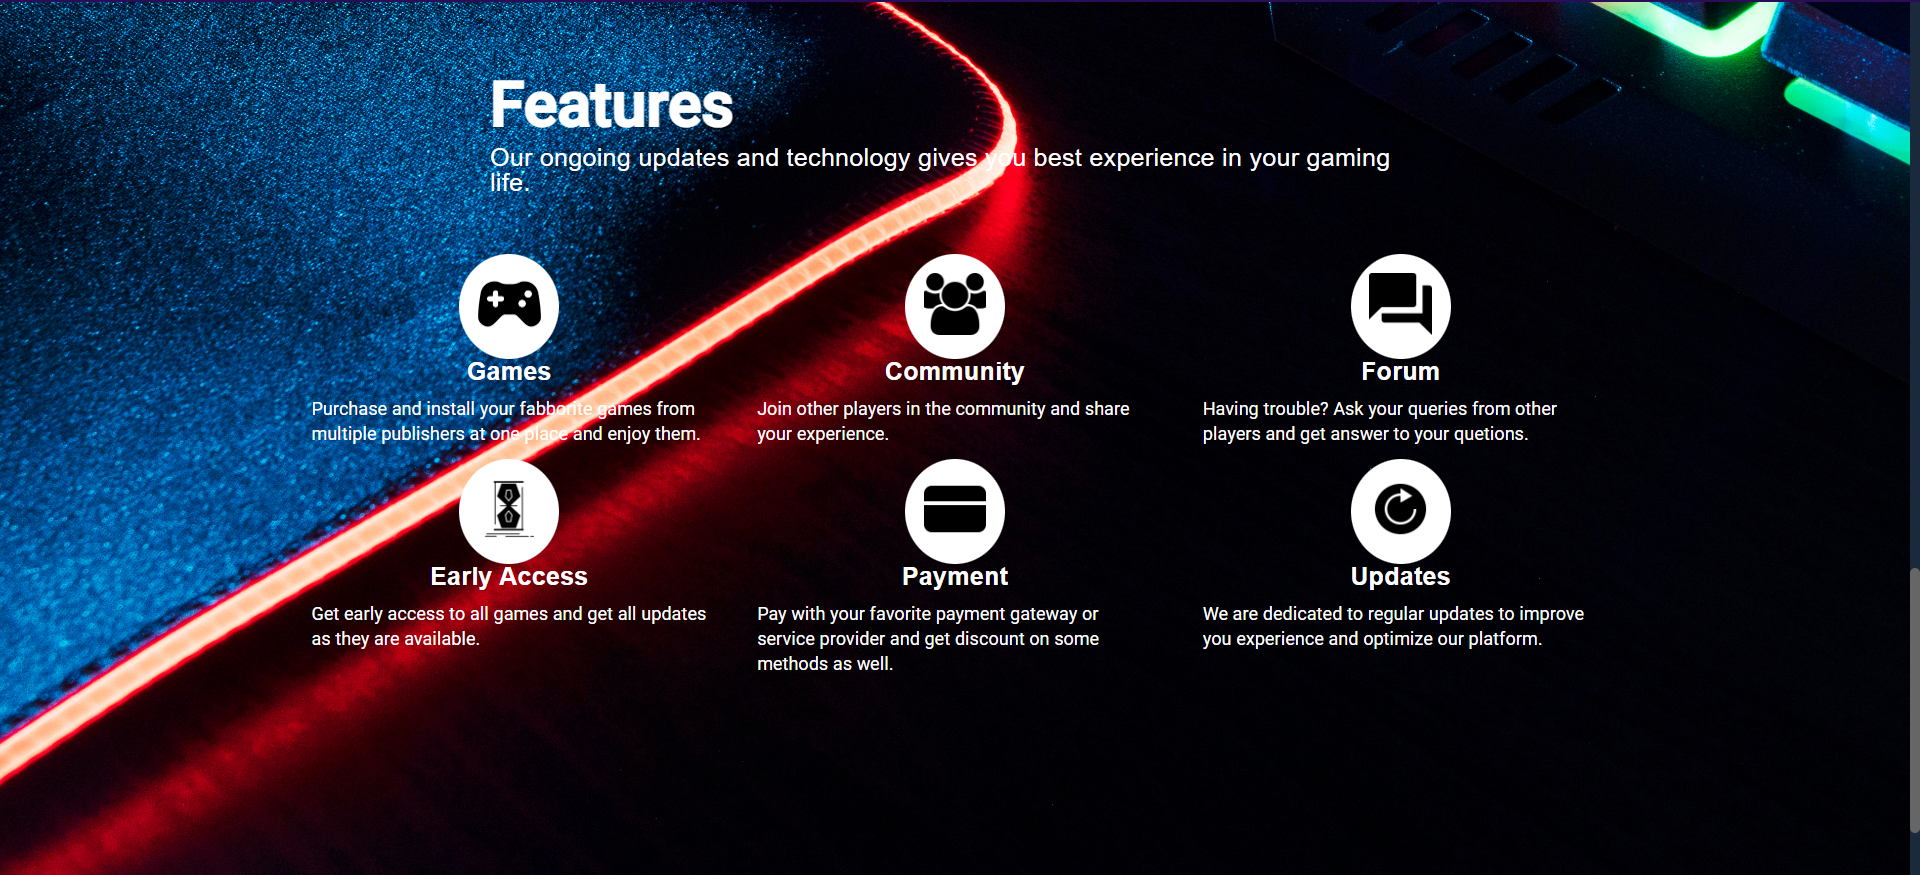 Features
Our ongoing updates and technology gives you best experience in your gaming
life.
Games
Community
Forum
Purchase and install your fabborite games from
multiple publishers at one place and enjoy them.
Join other players in the community and share
your experience.
Having trouble? Ask your queries from other
players and get answer to your quetions.
Early Access
Payment
Updates
Get early access to all games and get all updates
as they are available.
Pay with your favorite payment gateway or
service provider and get discount on some
methods as well.
We are dedicated to regular updates to improve
you experience and optimize our platform.